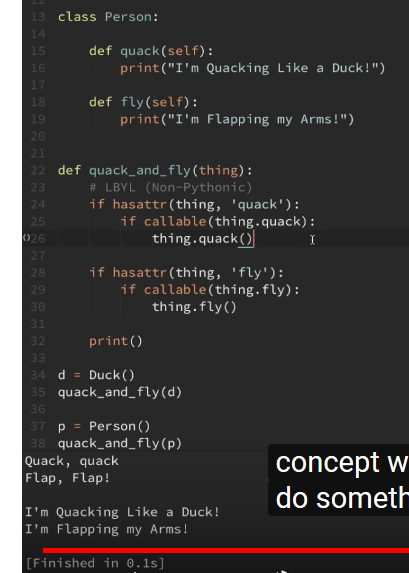 13 class Person:
14
15     def quack(self):
16         print("I'm Quacking Like a Duck!")
17
18     def fly(self):
19         print("I'm Flapping my Arms!")
20
21
22 def quack_and_fly(thing):
23     # LBYL (Non-Pythonic)
24     if hasattr(thing, 'quack'):
25         if callable(thing.quack):
26             thing.quack()
27
28     if hasattr(thing, 'fly'):
29         if callable(thing.fly):
30             thing.fly()
31
32     print()
33
34 d = Duck()
35 quack_and_fly(d)
36
37 p = Person()
38 quack_and_fly(p)
Quack, quack
Flap, Flap!
concept w
do someth
I'm Quacking Like a Duck!
I'm Flapping my Arms!
[Finished in 0.1s]